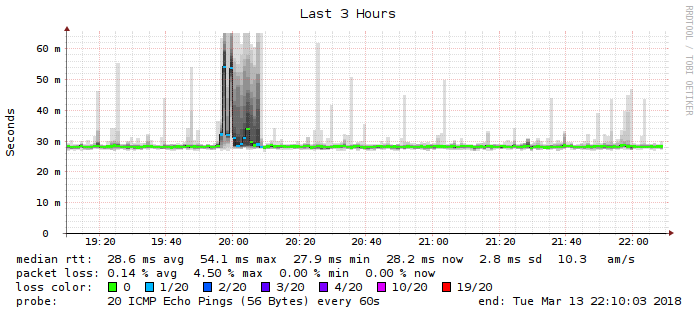 Last 3 Hours
RRDTOOL / TOBI OETIKER
Seconds
60 m
50 m
40 m
30 m
20 m
10 m
0
19:20 19:40 20:00 20:20 20:40 21:00 21:20 21:40 22:00
median rtt: 28.6 ms avg 54.1 ms max 27.9 ms min 28.2 ms now 2.8 ms sd 10.3 am/s
packet loss: 0.14 % avg 4.50 % max 0.00 % min 0.00 % now
loss color: 0 1/20 2/20 3/20 4/20 10/20 19/20
probe: 20 ICMP Echo Pings (56 Bytes) every 60s end: Tue Mar 13 22:10:03 2018